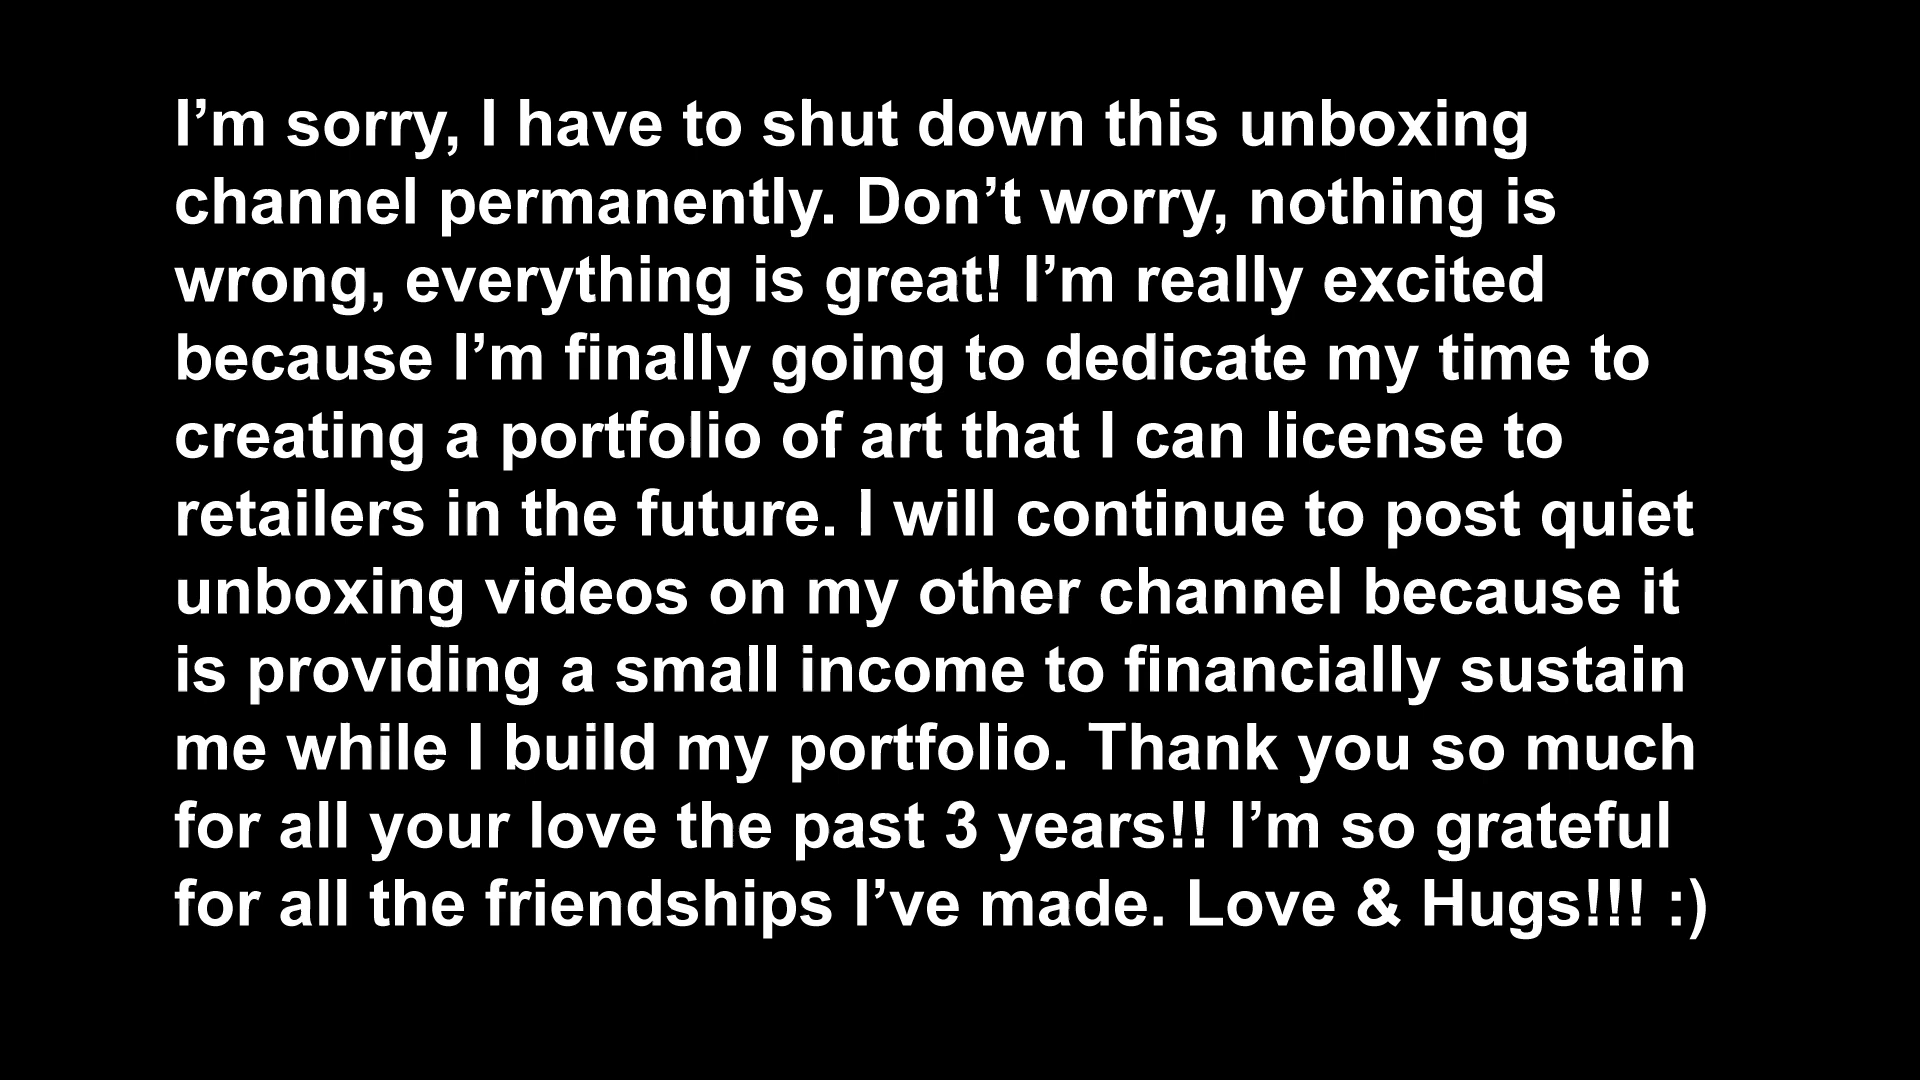 I’m sorry, I have to shut down this unboxing
channel permanently. Don’t worry, nothing is
wrong, everything is great! I’m really excited
because I’m finally going to dedicate my time to
creating a portfolio of art that I can license to
retailers in the future. I will continue to post quiet
unboxing videos on my other channel because it
is providing a small income to financially sustain
me while I build my portfolio. Thank you so much
for all your love the past 3 years!! I’m so grateful
for all the friendships I’ve made. Love & Hugs!!! :)